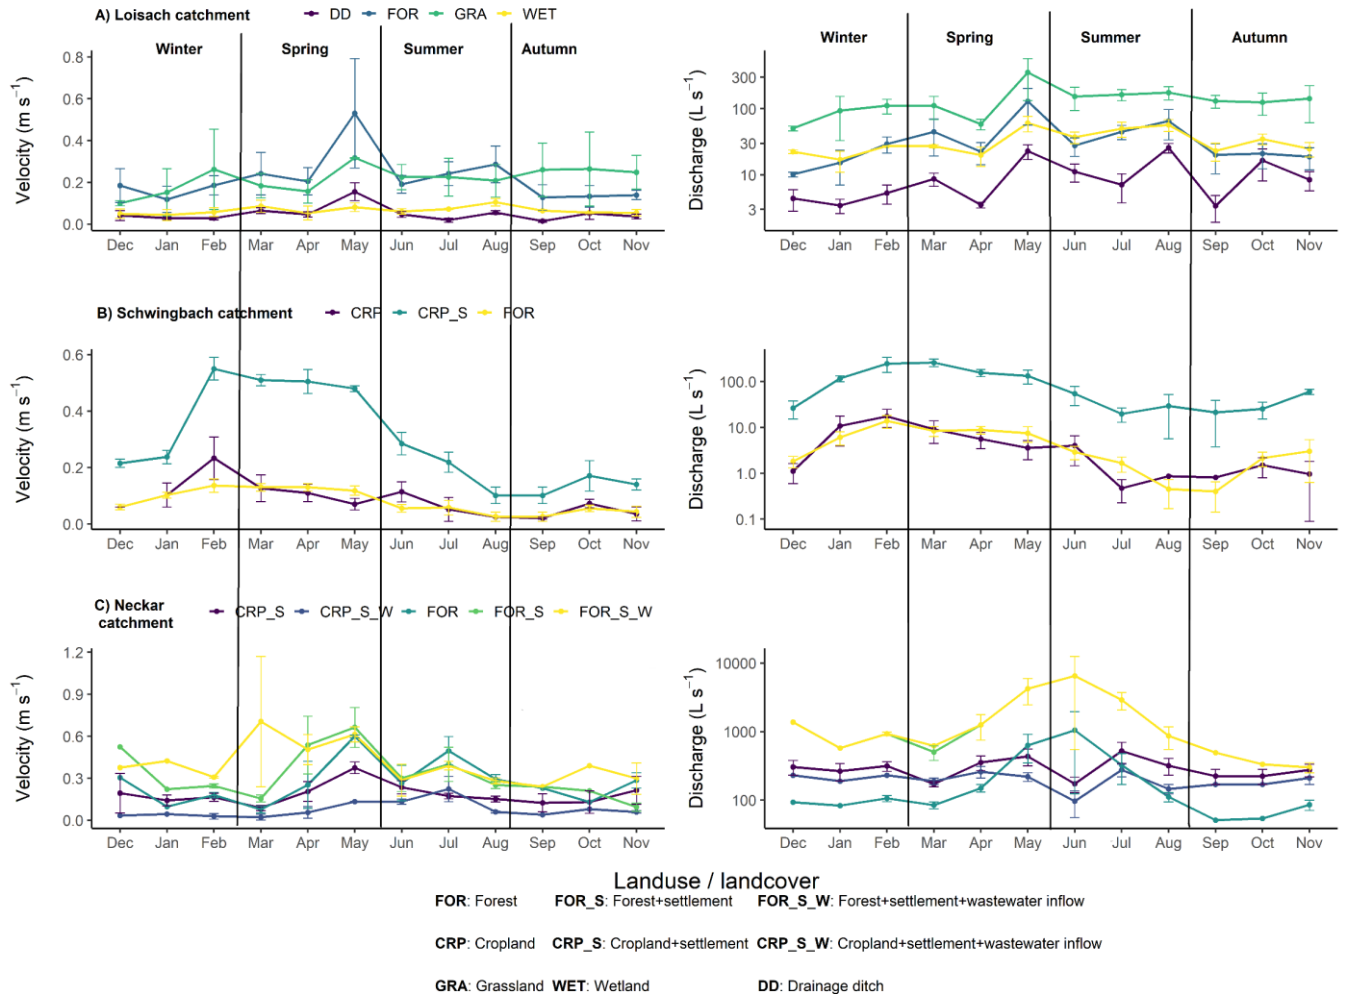 A) Loisach catchment DD FOR GRA WET
Winter Spring Summer Autumn
Winter Spring Summer Autumn
Velocity (m s⁻¹)
0.8
0.6
0.4
0.2
0.0
Dec Jan Feb Mar Apr May Jun Jul Aug Sep Oct Nov
Discharge (L s⁻¹)
300
100
30
10
3
Dec Jan Feb Mar Apr May Jun Jul Aug Sep Oct Nov
B) Schwingbach catchment CRP CRP_S FOR
Velocity (m s⁻¹)
0.6
0.4
0.2
0.0
Dec Jan Feb Mar Apr May Jun Jul Aug Sep Oct Nov
Discharge (L s⁻¹)
100.0
10.0
1.0
0.1
Dec Jan Feb Mar Apr May Jun Jul Aug Sep Oct Nov
C) Neckar
catchment
CRP_S CRP_S_W FOR FOR_S FOR_S_W
Velocity (m s⁻¹)
1.2
0.9
0.6
0.3
0.0
Dec Jan Feb Mar Apr May Jun Jul Aug Sep Oct Nov
Discharge (L s⁻¹)
10000
1000
100
Dec Jan Feb Mar Apr May Jun Jul Aug Sep Oct Nov
Landuse / landcover
FOR: Forest FOR_S: Forest+settlement FOR_S_W: Forest+settlement+wastewater inflow
CRP: Cropland CRP_S: Cropland+settlement CRP_S_W: Cropland+settlement+wastewater inflow
GRA: Grassland WET: Wetland DD: Drainage ditch